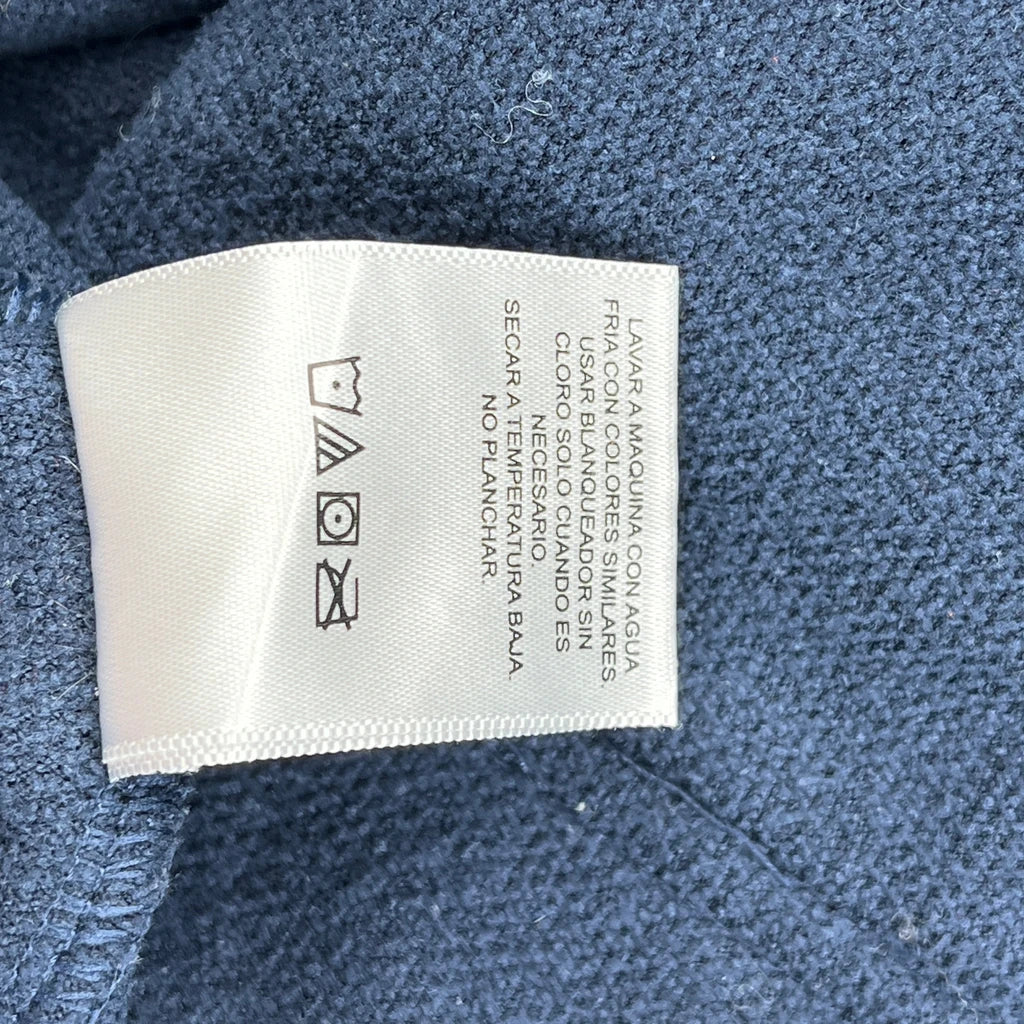 LAVAR A MAQUINA CON AGUA
FRIA CON COLORES SIMILARES.
USAR BLANQUEADOR SIN
CLORO SOLO CUANDO ES
NECESARIO.
SECAR A TEMPERATURA BAJA.
NO PLANCHAR.